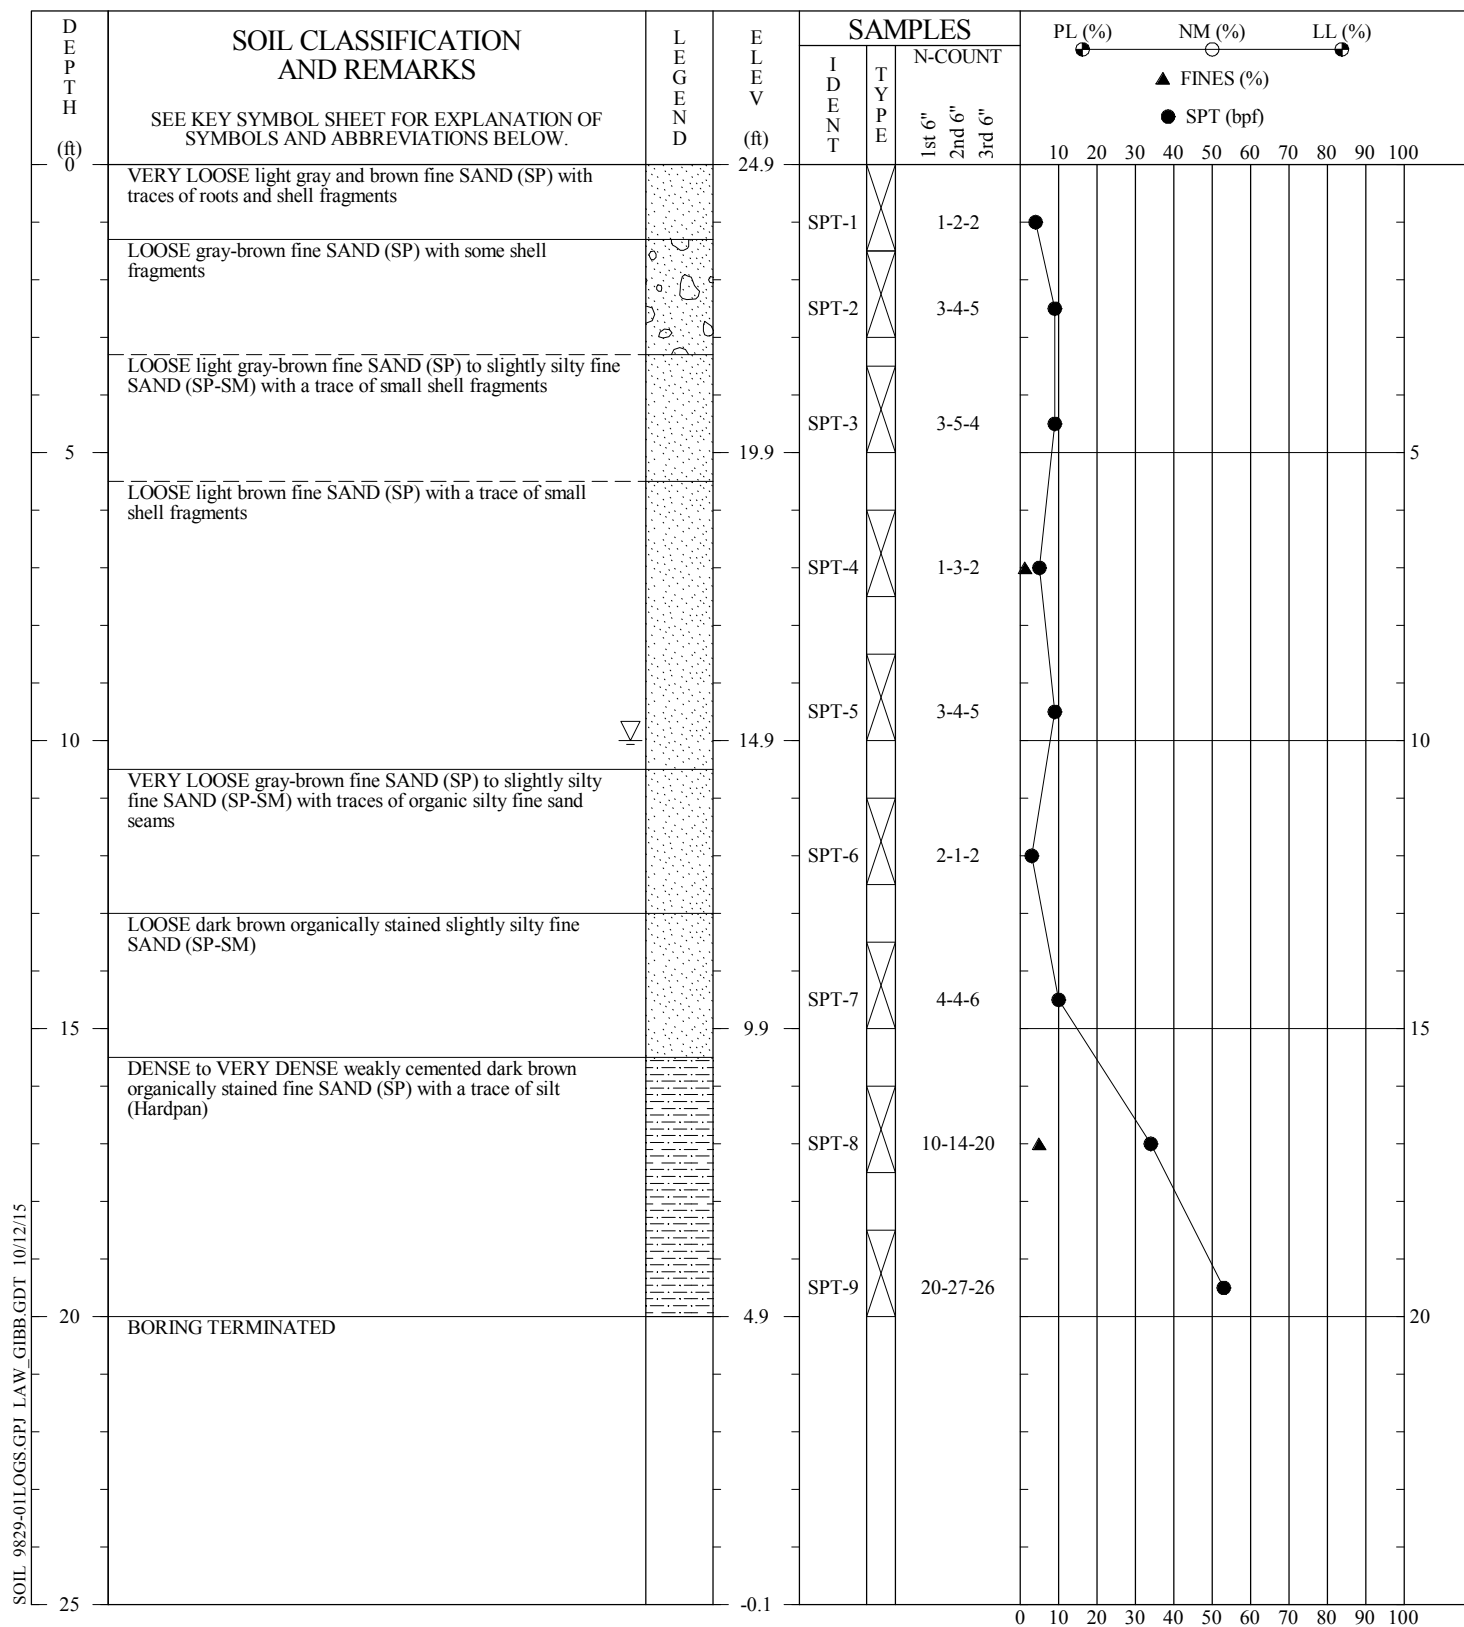 DEPTH
(ft)
SOIL CLASSIFICATION
AND REMARKS
SEE KEY SYMBOL SHEET FOR EXPLANATION OF
SYMBOLS AND ABBREVIATIONS BELOW.
LEGEND
ELEV
(ft)
SAMPLES
IDENT
TYPE
N-COUNT
1st 6"
2nd 6"
3rd 6"
PL (%) NM (%) LL (%)
FINES (%)
SPT (bpf)
10 20 30 40 50 60 70 80 90 100
0
VERY LOOSE light gray and brown fine SAND (SP) with
traces of roots and shell fragments
24.9
SPT-1 1-2-2
LOOSE gray-brown fine SAND (SP) with some shell
fragments
SPT-2 3-4-5
LOOSE light gray-brown fine SAND (SP) to slightly silty fine
SAND (SP-SM) with a trace of small shell fragments
SPT-3 3-5-4
5 19.9 5
LOOSE light brown fine SAND (SP) with a trace of small
shell fragments
SPT-4 1-3-2
SPT-5 3-4-5
10 14.9 10
VERY LOOSE gray-brown fine SAND (SP) to slightly silty
fine SAND (SP-SM) with traces of organic silty fine sand
seams
SPT-6 2-1-2
LOOSE dark brown organically stained slightly silty fine
SAND (SP-SM)
SPT-7 4-4-6
15 9.9 15
DENSE to VERY DENSE weakly cemented dark brown
organically stained fine SAND (SP) with a trace of silt
(Hardpan)
SPT-8 10-14-20
SPT-9 20-27-26
20 4.9 20
BORING TERMINATED
25 -0.1
0 10 20 30 40 50 60 70 80 90 100
SOIL 9829-01LOGS.GPJ LAW_GIBB.GDT 10/12/15